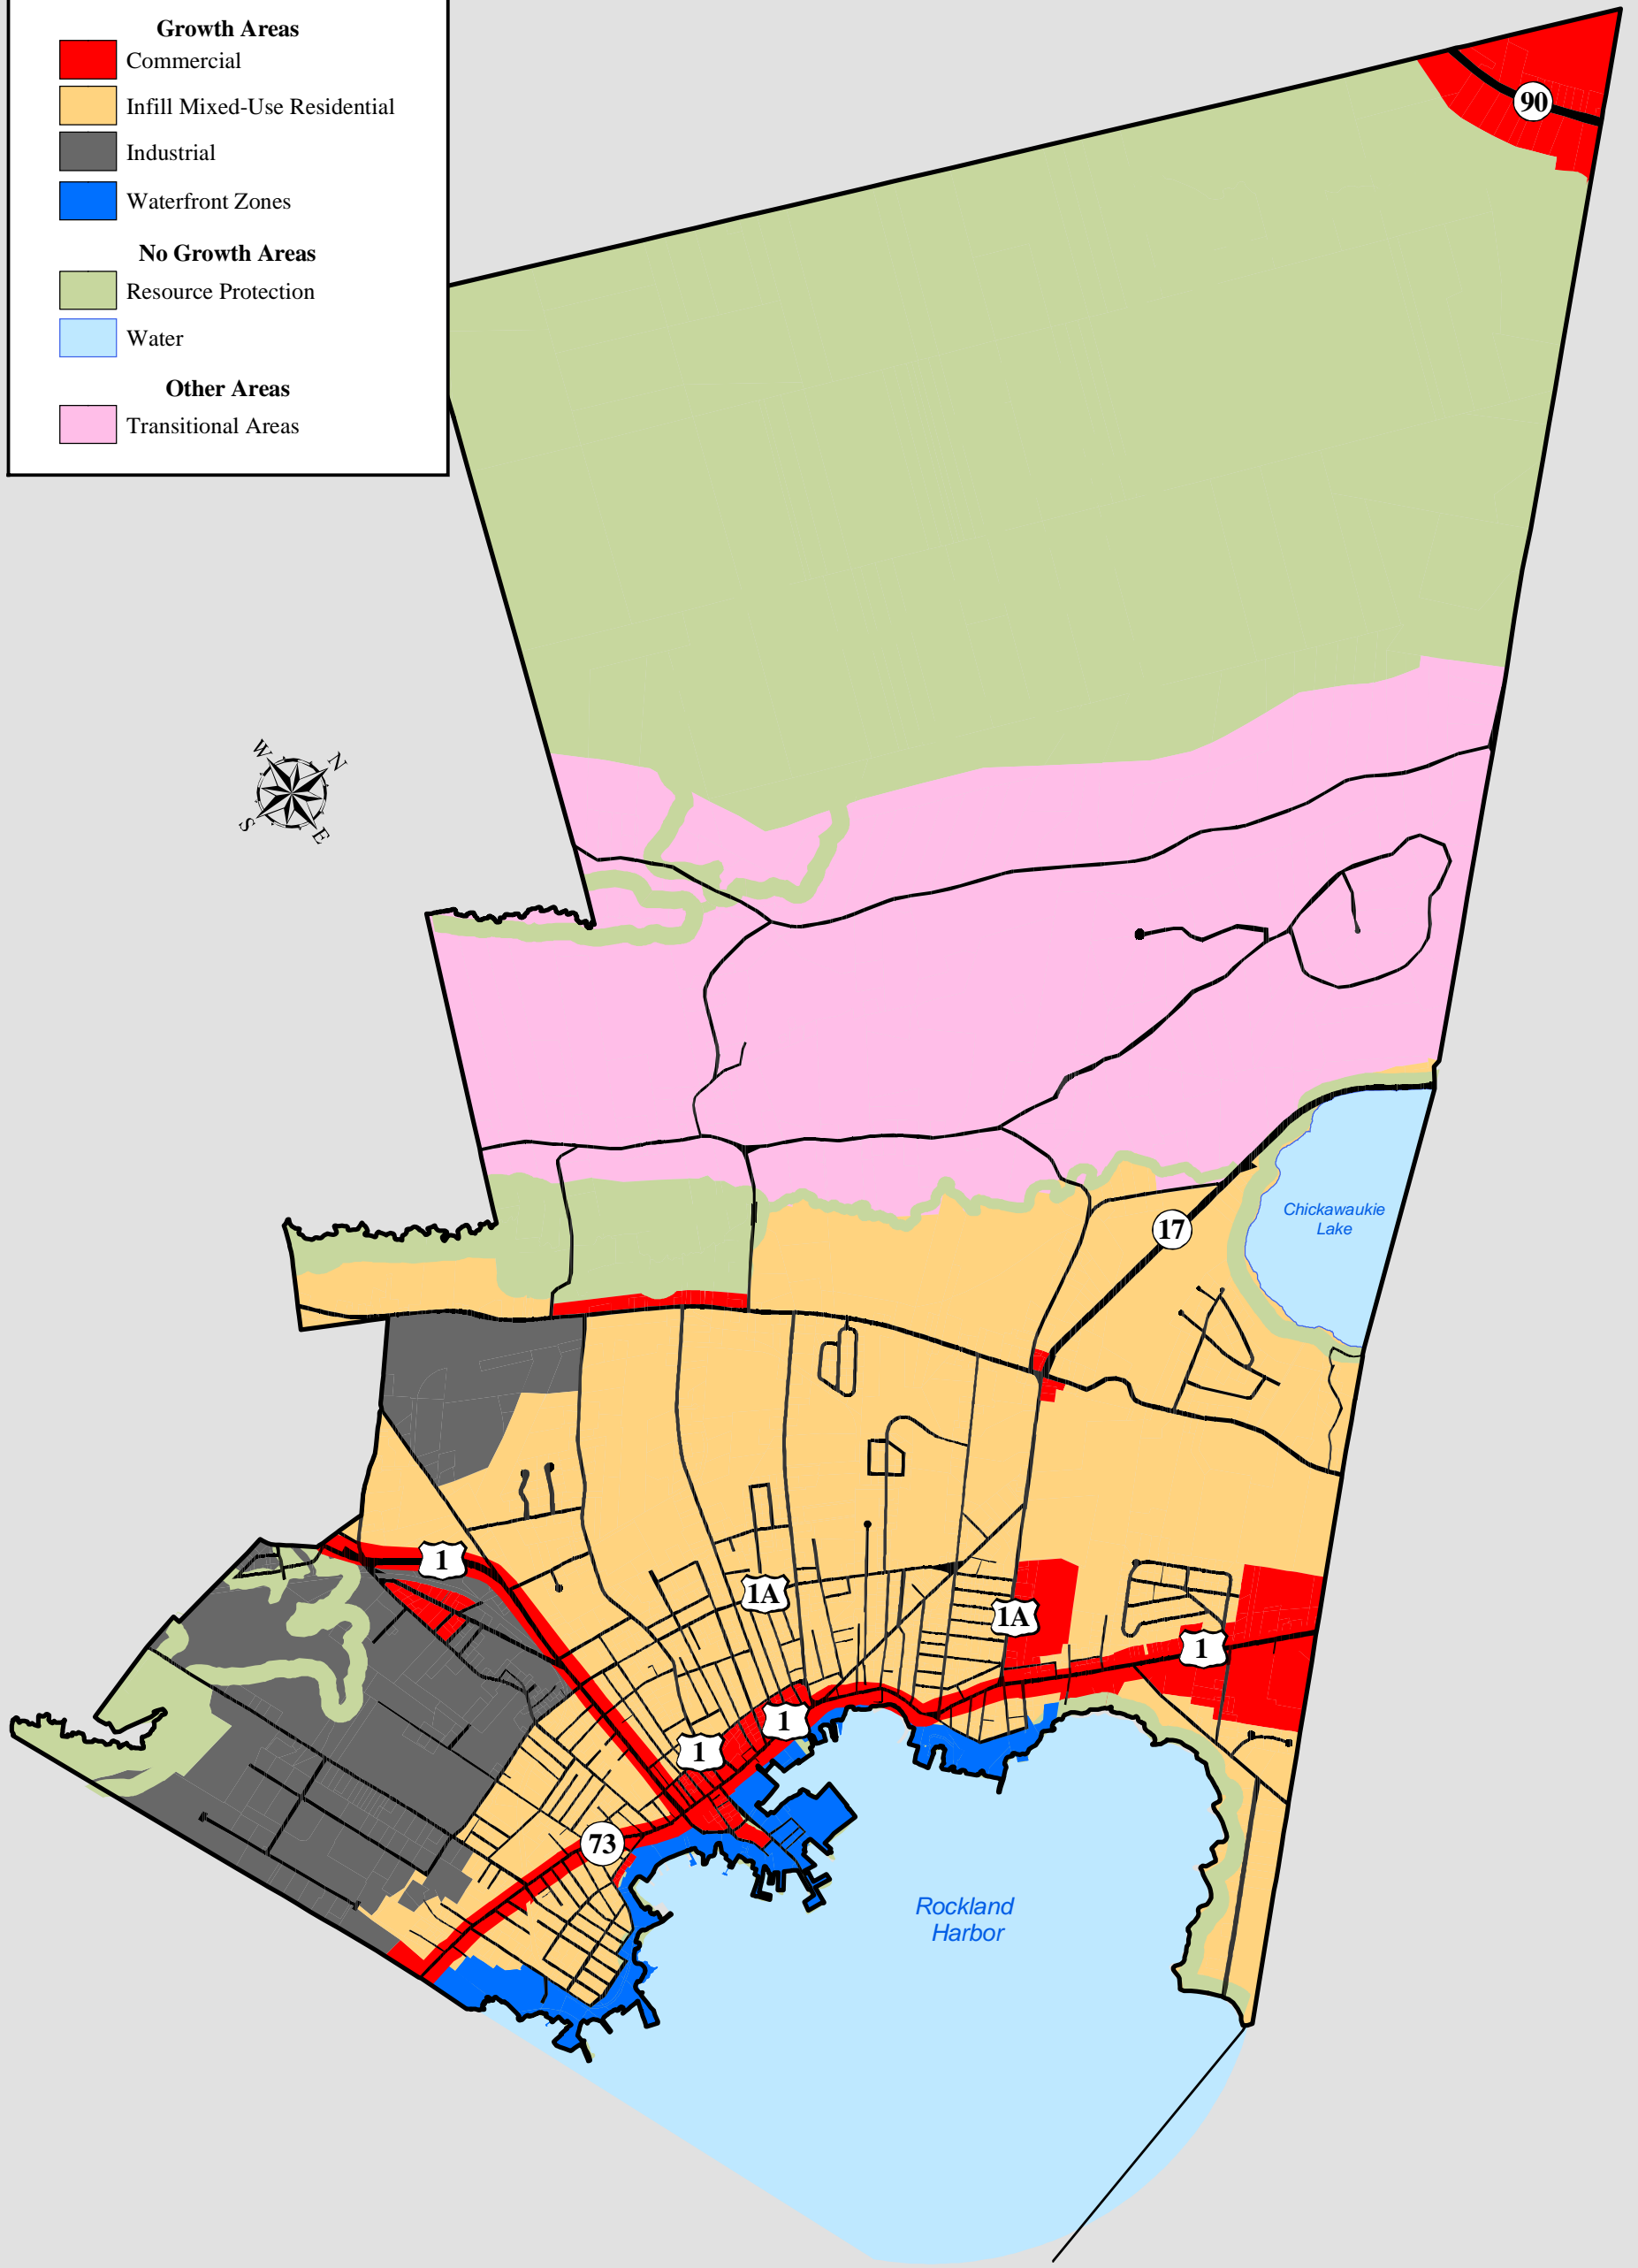 Growth Areas
Commercial
Infill Mixed-Use Residential
Industrial
Waterfront Zones
No Growth Areas
Resource Protection
Water
Other Areas
Transitional Areas
90
W
N
S
E
Chickawaukie
Lake
17
1
1A
1A
1
1
1
73
Rockland
Harbor